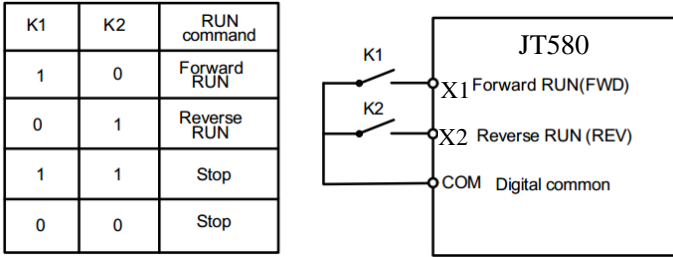 K1 K2 RUN command
1 0 Forward RUN
0 1 Reverse RUN
1 1 Stop
0 0 Stop
JT580
K1
X1 Forward RUN(FWD)
K2
X2 Reverse RUN (REV)
COM Digital common